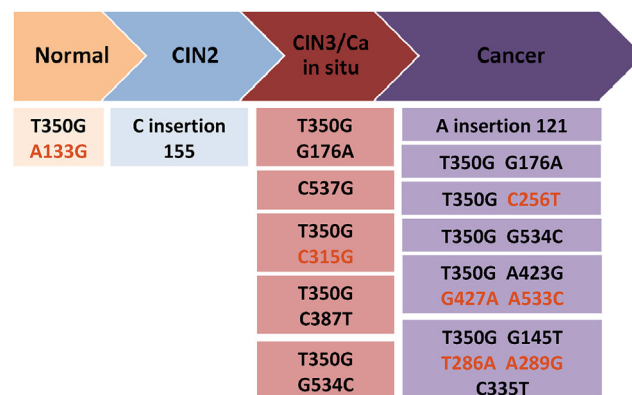 Normal
CIN2
CIN3/Ca
in situ
Cancer
T350G
A133G
C insertion
155
T350G
G176A
C537G
T350G
C315G
T350G
C387T
T350G
G534C
A insertion 121
T350G G176A
T350G C256T
T350G G534C
T350G A423G
G427A A533C
T350G G145T
T286A A289G
C335T